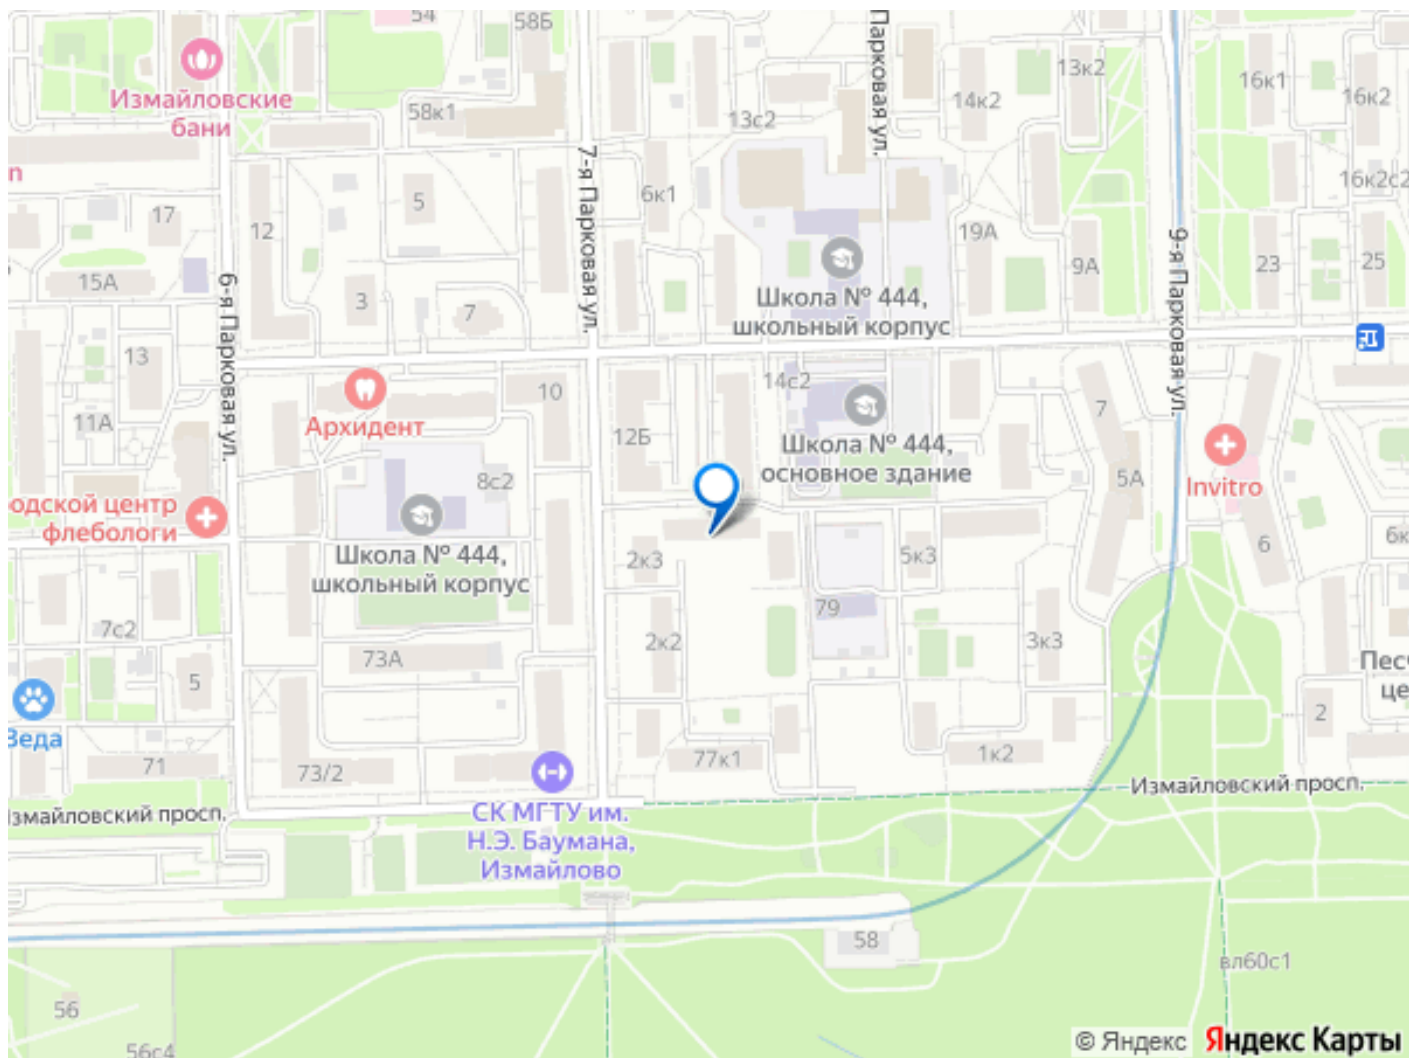 54
58Б
Парковая ул.
13к2
16к1
16к2
14к2
Измайловские
бани
58к1
13с2
7-я Парковая ул.
6к1
16к2с2
5
17
12
19А
9-я Парковая ул.
9А
23
25
15А
6-я Парковая ул.
3
7
Школа № 444,
школьный корпус
13
14с2
10
7
11А
Архидент
12Б
Школа № 444,
основное здание
5А
Invitro
8с2
одской центр
флебологи
Школа № 444,
школьный корпус
2к3
5к3
6
6к
79
7с2
73А
2к2
3к3
5
Песч
це
2
Веда
71
73/2
77к1
1к2
Измайловский просп.
Измайловский просп.
СК МГТУ им.
Н.Э. Баумана,
Измайлово
58
вл60с1
56
56с4
© Яндекс
Яндекс Карты